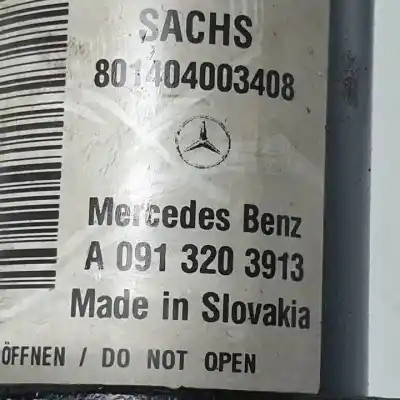 SACHS
801404003408
Mercedes Benz
A 091 320 3913
Made in Slovakia
ÖFFNEN / DO NOT OPEN